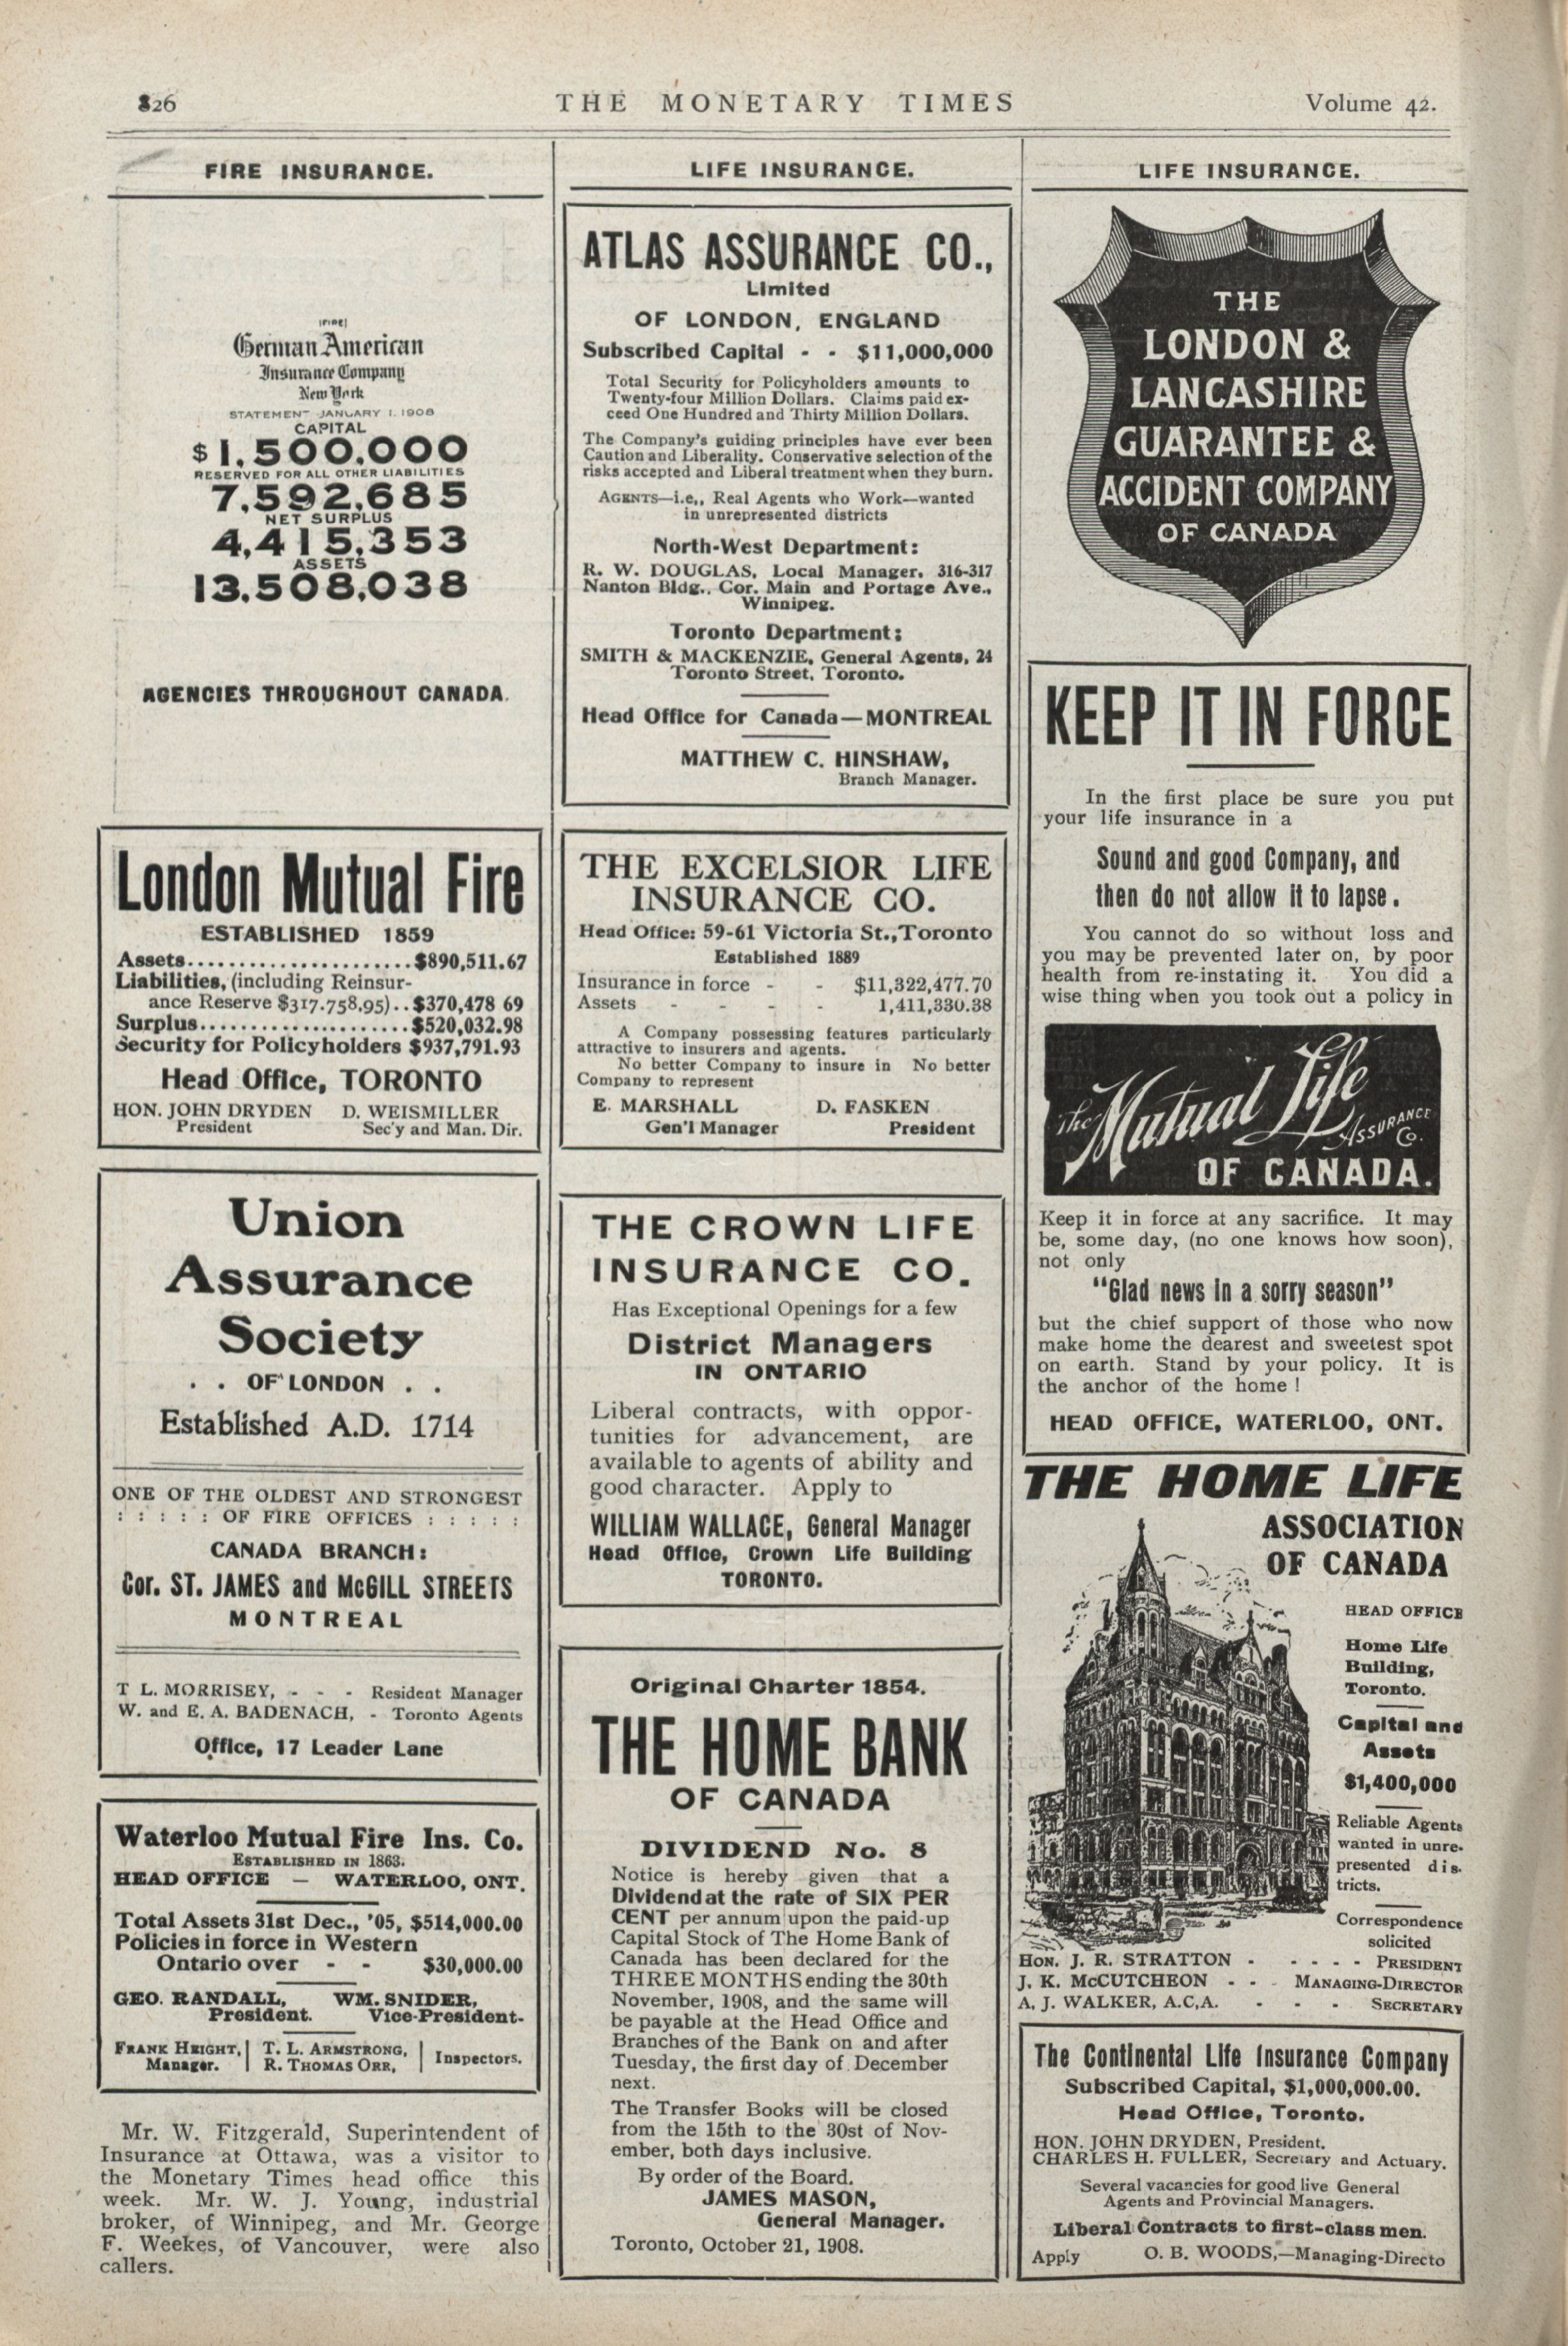 826
THE MONETARY TIMES
Volume 42.
FIRE INSURANCE.
(FIRE)
German American
Insurance Company
New York
STATEMENT JANUARY 1, 1908
CAPITAL
$1,500,000
RESERVED FOR ALL OTHER LIABILITIES
7,592,685
NET SURPLUS
4,415,353
ASSETS
13,508,038
AGENCIES THROUGHOUT CANADA.
London Mutual Fire
ESTABLISHED 1859
Assets......................$890,511.67
Liabilities, (including Reinsur-
ance Reserve $317.758.95)..$370,478 69
Surplus.....................$520,032.98
Security for Policyholders $937,791.93
Head Office, TORONTO
HON. JOHN DRYDEN D. WEISMILLER
President Sec'y and Man. Dir.
Union
Assurance
Society
. . OF LONDON . .
Established A.D. 1714
ONE OF THE OLDEST AND STRONGEST
: : : : : OF FIRE OFFICES : : : : :
CANADA BRANCH:
Cor. ST. JAMES and McGILL STREETS
MONTREAL
T L. MORRISEY, - - - Resident Manager
W. and E. A. BADENACH, - Toronto Agents
Office, 17 Leader Lane
Waterloo Mutual Fire Ins. Co.
ESTABLISHED IN 1863.
HEAD OFFICE — WATERLOO, ONT.
Total Assets 31st Dec., '05, $514,000.00
Policies in force in Western
Ontario over - - $30,000.00
GEO. RANDALL, WM. SNIDER,
President. Vice-President.
FRANK HEIGHT, T. L. ARMSTRONG,
Manager. R. THOMAS ORR, Inspectors.
Mr. W. Fitzgerald, Superintendent of
Insurance at Ottawa, was a visitor to
the Monetary Times head office this
week. Mr. W. J. Young, industrial
broker, of Winnipeg, and Mr. George
F. Weekes, of Vancouver, were also
callers.
LIFE INSURANCE.
ATLAS ASSURANCE CO.,
Limited
OF LONDON, ENGLAND
Subscribed Capital - - $11,000,000
Total Security for Policyholders amounts to
Twenty-four Million Dollars. Claims paid ex-
ceed One Hundred and Thirty Million Dollars.
The Company's guiding principles have ever been
Caution and Liberality. Conservative selection of the
risks accepted and Liberal treatment when they burn.
AGENTS—i.e., Real Agents who Work—wanted
in unrepresented districts
North-West Department:
R. W. DOUGLAS, Local Manager, 316-317
Nanton Bldg., Cor. Main and Portage Ave.,
Winnipeg.
Toronto Department:
SMITH & MACKENZIE, General Agents, 24
Toronto Street, Toronto.
Head Office for Canada—MONTREAL
MATTHEW C. HINSHAW,
Branch Manager.
THE EXCELSIOR LIFE
INSURANCE CO.
Head Office: 59-61 Victoria St., Toronto
Established 1889
Insurance in force - - $11,322,477.70
Assets - - - - 1,411,330.38
A Company possessing features particularly
attractive to insurers and agents.
No better Company to insure in No better
Company to represent
E. MARSHALL D. FASKEN
Gen'l Manager President
THE CROWN LIFE
INSURANCE CO.
Has Exceptional Openings for a few
District Managers
IN ONTARIO
Liberal contracts, with oppor-
tunities for advancement, are
available to agents of ability and
good character. Apply to
WILLIAM WALLACE, General Manager
Head Office, Crown Life Building
TORONTO.
Original Charter 1854.
THE HOME BANK
OF CANADA
DIVIDEND No. 8
Notice is hereby given that a
Dividend at the rate of SIX PER
CENT per annum upon the paid-up
Capital Stock of The Home Bank of
Canada has been declared for the
THREE MONTHS ending the 30th
November, 1908, and the same will
be payable at the Head Office and
Branches of the Bank on and after
Tuesday, the first day of December
next.
The Transfer Books will be closed
from the 15th to the 30st of Nov-
ember, both days inclusive.
By order of the Board.
JAMES MASON,
General Manager.
Toronto, October 21, 1908.
LIFE INSURANCE.
THE
LONDON &
LANCASHIRE
GUARANTEE &
ACCIDENT COMPANY
OF CANADA
KEEP IT IN FORCE
In the first place be sure you put
your life insurance in a
Sound and good Company, and
then do not allow it to lapse.
You cannot do so without loss and
you may be prevented later on, by poor
health from re-instating it. You did a
wise thing when you took out a policy in
The Mutual Life
ASSURANCE
Co.
OF CANADA.
Keep it in force at any sacrifice. It may
be, some day, (no one knows how soon),
not only
"Glad news in a sorry season"
but the chief support of those who now
make home the dearest and sweetest spot
on earth. Stand by your policy. It is
the anchor of the home !
HEAD OFFICE, WATERLOO, ONT.
THE HOME LIFE
ASSOCIATION
OF CANADA
HEAD OFFICE
Home Life
Building,
Toronto.
Capital and
Assets
$1,400,000
Reliable Agents
wanted in unre-
presented dis-
tricts.
Correspondence
solicited
HON. J. R. STRATTON - - - - - PRESIDENT
J. K. McCUTCHEON - - - MANAGING-DIRECTOR
A. J. WALKER, A.C.A. - - - SECRETARY
The Continental Life Insurance Company
Subscribed Capital, $1,000,000.00.
Head Office, Toronto.
HON. JOHN DRYDEN, President.
CHARLES H. FULLER, Secretary and Actuary.
Several vacancies for good live General
Agents and Provincial Managers.
Liberal Contracts to first-class men.
Apply O. B. WOODS,—Managing-Directo